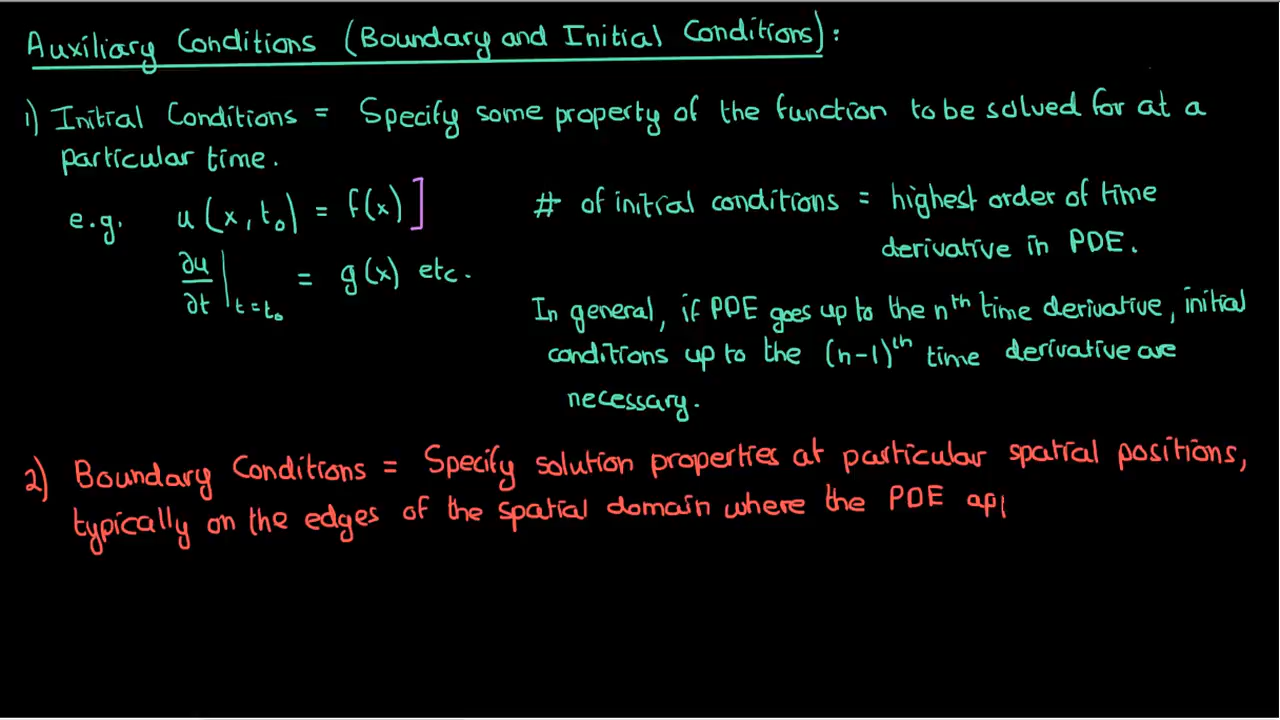 Auxiliary Conditions (Boundary and Initial Conditions):
1) Initial Conditions = Specify some property of the function to be solved for at a
particular time.
e.g. u(x, t₀) = f(x)]
∂u/∂t |t=t₀ = g(x) etc.
# of initial conditions = highest order of time
derivative in PDE.
In general, if PDE goes up to the nᵗʰ time derivative, initial
conditions up to the (n-1)ᵗʰ time derivative are
necessary.
2) Boundary Conditions = Specify solution properties at particular spatial positions,
typically on the edges of the spatial domain where the PDE app